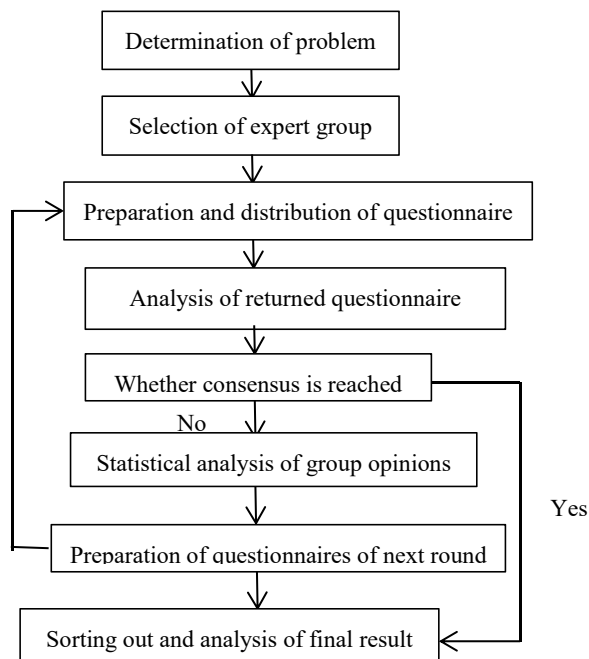 Determination of problem
Selection of expert group
Preparation and distribution of questionnaire
Analysis of returned questionnaire
Whether consensus is reached
No
Statistical analysis of group opinions
Yes
Preparation of questionnaires of next round
Sorting out and analysis of final result